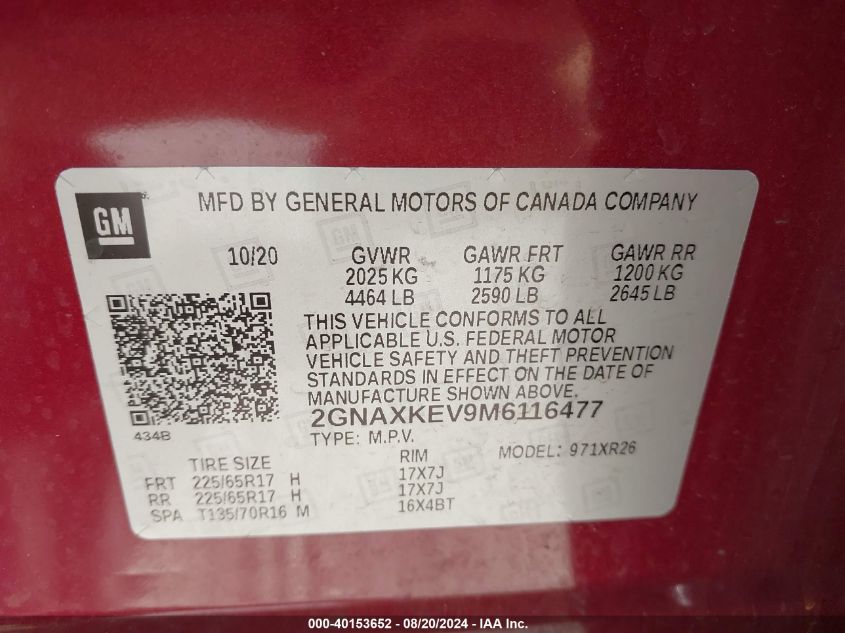 GM
MFD BY GENERAL MOTORS OF CANADA COMPANY
10/20 GVWR GAWR FRT GAWR RR
2025 KG 1175 KG 1200 KG
4464 LB 2590 LB 2645 LB
THIS VEHICLE CONFORMS TO ALL
APPLICABLE U.S. FEDERAL MOTOR
VEHICLE SAFETY AND THEFT PREVENTION
STANDARDS IN EFFECT ON THE DATE OF
MANUFACTURE SHOWN ABOVE.
434B
2GNAXKEV9M6116477
TYPE: M.P.V. MODEL: 971XR26
TIRE SIZE RIM
FRT 225/65R17 H 17X7J
RR 225/65R17 H 17X7J
SPA T135/70R16 M 16X4BT
000-40153652 - 08/20/2024 - IAA Inc.